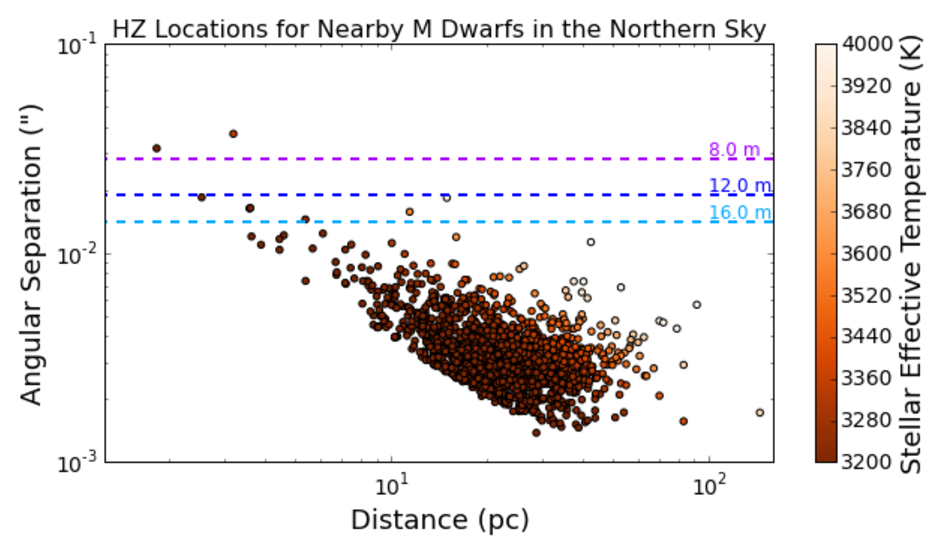 HZ Locations for Nearby M Dwarfs in the Northern Sky
10^-1
10^-2
10^-3
Angular Separation (")
8.0 m
12.0 m
16.0 m
10^1
10^2
Distance (pc)
4000
3920
3840
3760
3680
3600
3520
3440
3360
3280
3200
Stellar Effective Temperature (K)